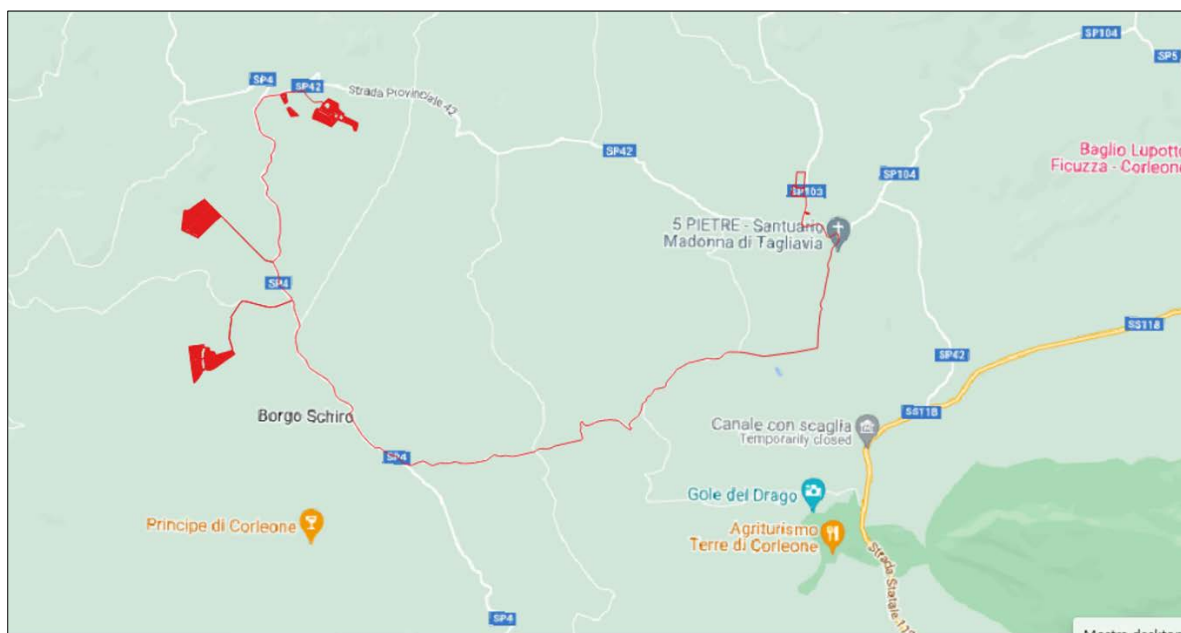 SP104
SP5
SP4
SP42
Strada Provinciale 42
SP42
Baglio Lupotto
Ficuzza - Corleone
SP104
SP103
5 PIETRE - Santuario
Madonna di Tagliavia
SP4
SS118
SP42
Borgo Schirò
SS118
Canale con scaglia
Temporarily closed
SP4
Gole del Drago
Principe di Corleone
Agriturismo
Terre di Corleone
Strada Statale 118
SP4